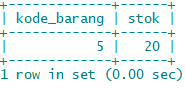 +-------------+------+
| kode_barang | stok |
+-------------+------+
|           5 |   20 |
+-------------+------+
1 row in set (0.00 sec)